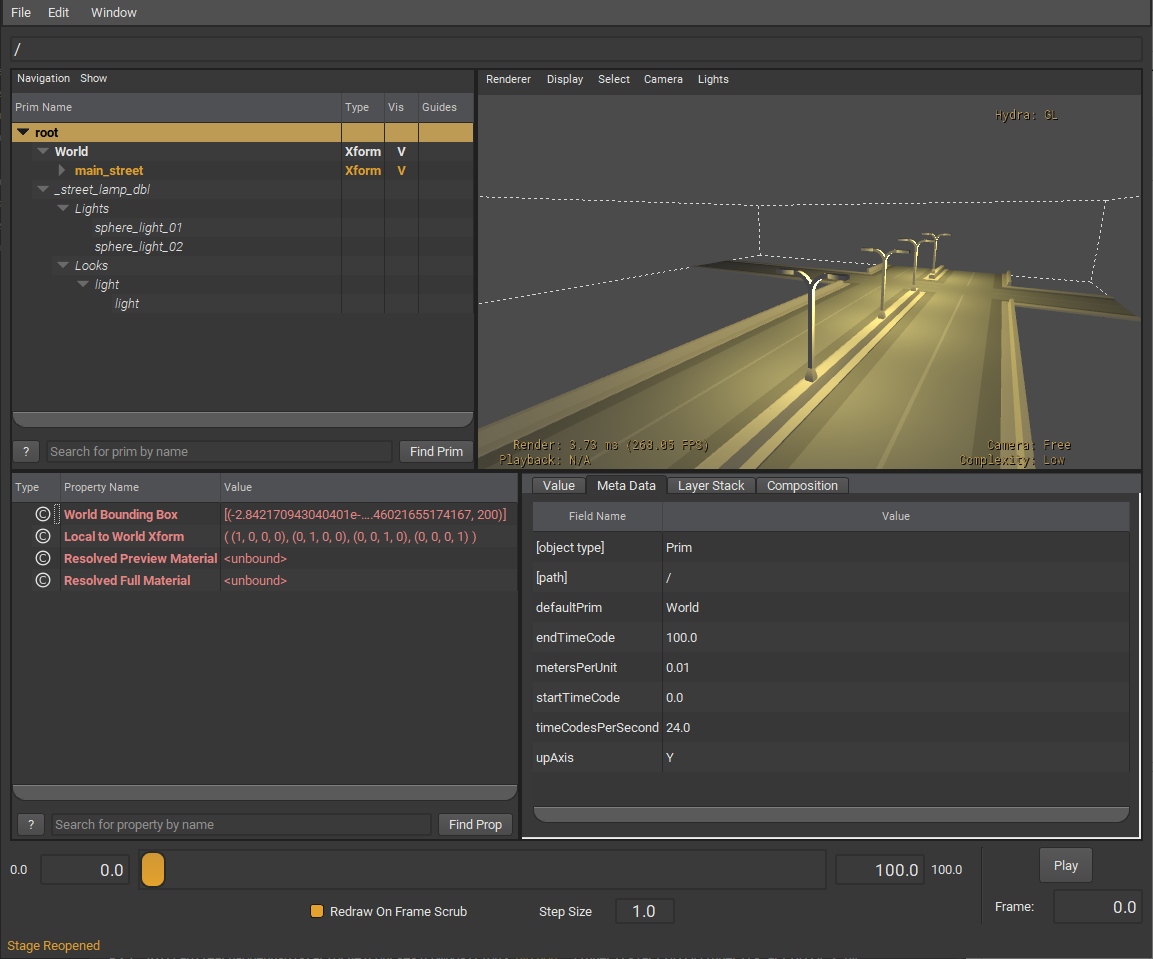 File Edit Window
/
Navigation Show
Prim Name Type Vis Guides
root
World Xform V
main_street Xform V
_street_lamp_dbl
Lights
sphere_light_01
sphere_light_02
Looks
light
light
? Search for prim by name Find Prim
Renderer Display Select Camera Lights
Hydra: GL
Render: 3.73 ms (268.05 FPS)
Playback: N/A
Camera: Free
Complexity: Low
Type Property Name Value
© World Bounding Box [(-2.842170943040401e-....46021655174167, 200)]
© Local to World Xform ( (1, 0, 0, 0), (0, 1, 0, 0), (0, 0, 1, 0), (0, 0, 0, 1) )
© Resolved Preview Material <unbound>
© Resolved Full Material <unbound>
? Search for property by name Find Prop
Value Meta Data Layer Stack Composition
Field Name Value
[object type] Prim
[path] /
defaultPrim World
endTimeCode 100.0
metersPerUnit 0.01
startTimeCode 0.0
timeCodesPerSecond 24.0
upAxis Y
0.0 0.0 100.0 100.0 Play
Redraw On Frame Scrub Step Size 1.0 Frame: 0.0
Stage Reopened